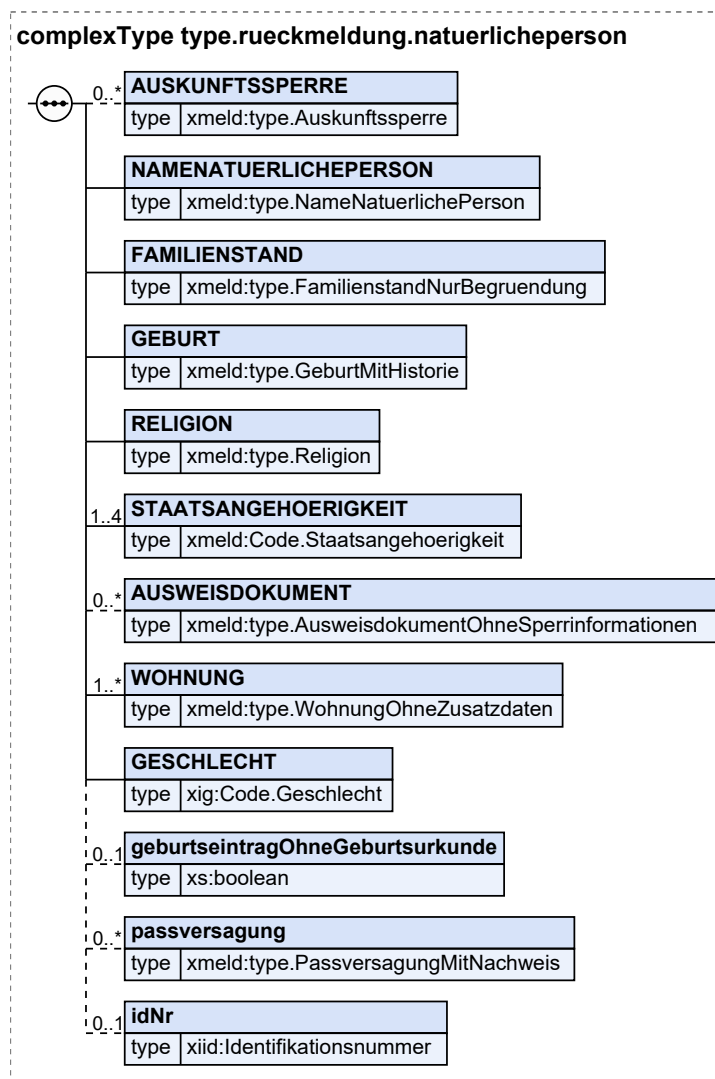 complexType type.rueckmeldung.natuerlicheperson
0..* AUSKUNFTSSPERRE
type xmeld:type.Auskunftssperre
NAMENATUERLICHEPERSON
type xmeld:type.NameNatuerlichePerson
FAMILIENSTAND
type xmeld:type.FamilienstandNurBegruendung
GEBURT
type xmeld:type.GeburtMitHistorie
RELIGION
type xmeld:type.Religion
1..4 STAATSANGEHOERIGKEIT
type xmeld:Code.Staatsangehoerigkeit
0..* AUSWEISDOKUMENT
type xmeld:type.AusweisdokumentOhneSperrinformationen
1..* WOHNUNG
type xmeld:type.WohnungOhneZusatzdaten
GESCHLECHT
type xig:Code.Geschlecht
0..1 geburtseintragOhneGeburtsurkunde
type xs:boolean
0..* passversagung
type xmeld:type.PassversagungMitNachweis
0..1 idNr
type xiid:Identifikationsnummer